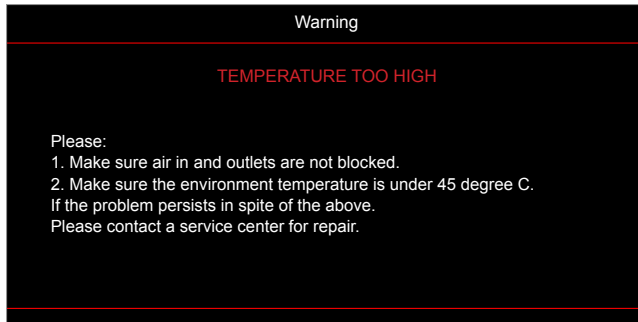 Warning
TEMPERATURE TOO HIGH
Please:
1. Make sure air in and outlets are not blocked.
2. Make sure the environment temperature is under 45 degree C.
If the problem persists in spite of the above.
Please contact a service center for repair.